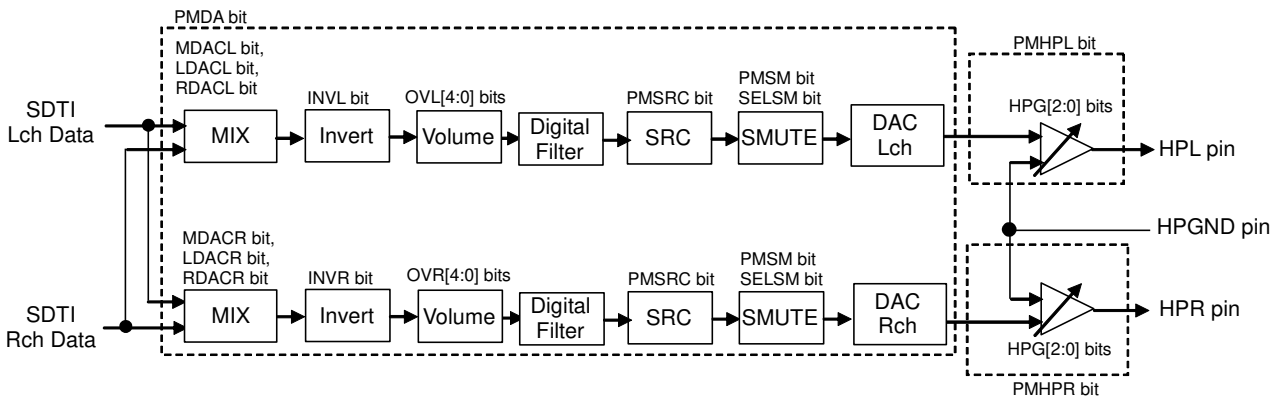 PMDA bit
MDACL bit,
LDACL bit,
RDACL bit
SDTI
Lch Data
MIX
INVL bit
Invert
OVL[4:0] bits
Volume
Digital
Filter
PMSRC bit
SRC
PMSM bit
SELSM bit
SMUTE
DAC
Lch
PMHPL bit
HPG[2:0] bits
HPL pin
HPGND pin
MDACR bit,
LDACR bit,
RDACR bit
SDTI
Rch Data
MIX
INVR bit
Invert
OVR[4:0] bits
Volume
Digital
Filter
PMSRC bit
SRC
PMSM bit
SELSM bit
SMUTE
DAC
Rch
HPR pin
HPG[2:0] bits
PMHPR bit